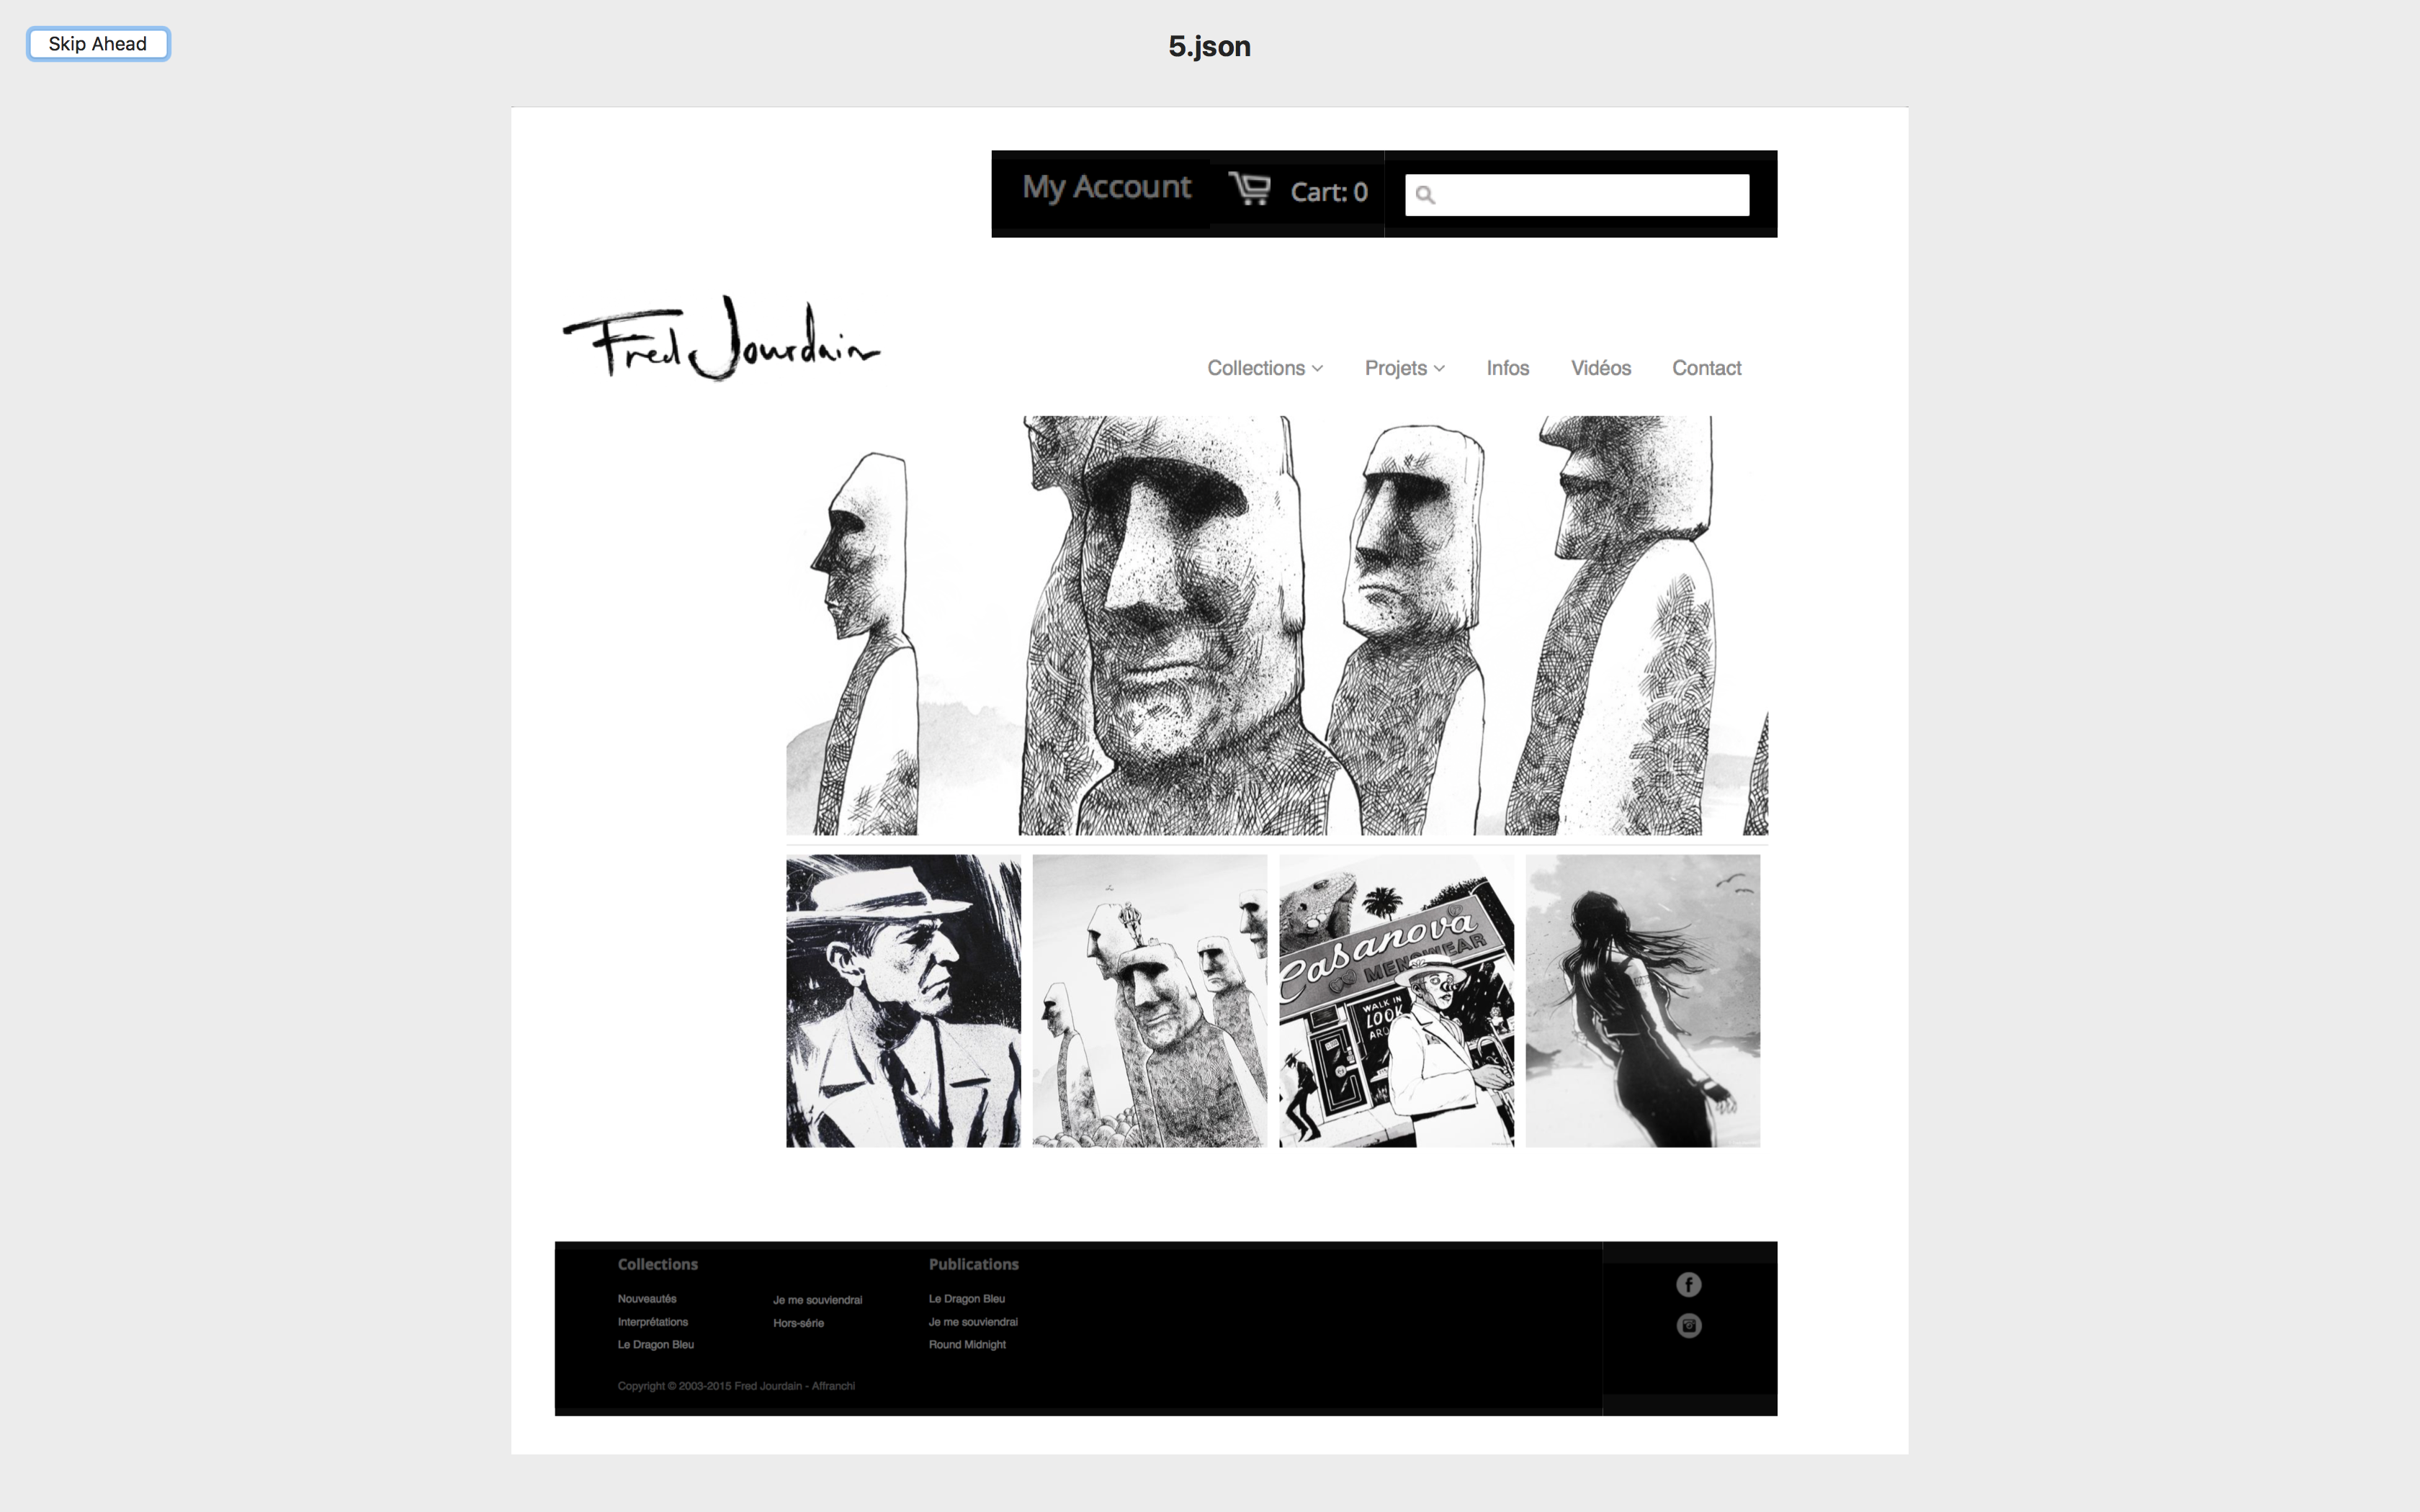 Skip Ahead
5.json
My Account
Cart: 0
Fred Jourdain
Collections
Projets
Infos
Vidéos
Contact
Casanova
MENSWEAR
WALK IN
LOOK
Collections
Nouveautés
Interprétations
Le Dragon Bleu
Je me souviendrai
Hors-série
Publications
Le Dragon Bleu
Je me souviendrai
Round Midnight
Copyright © 2003-2015 Fred Jourdain - Affranchi